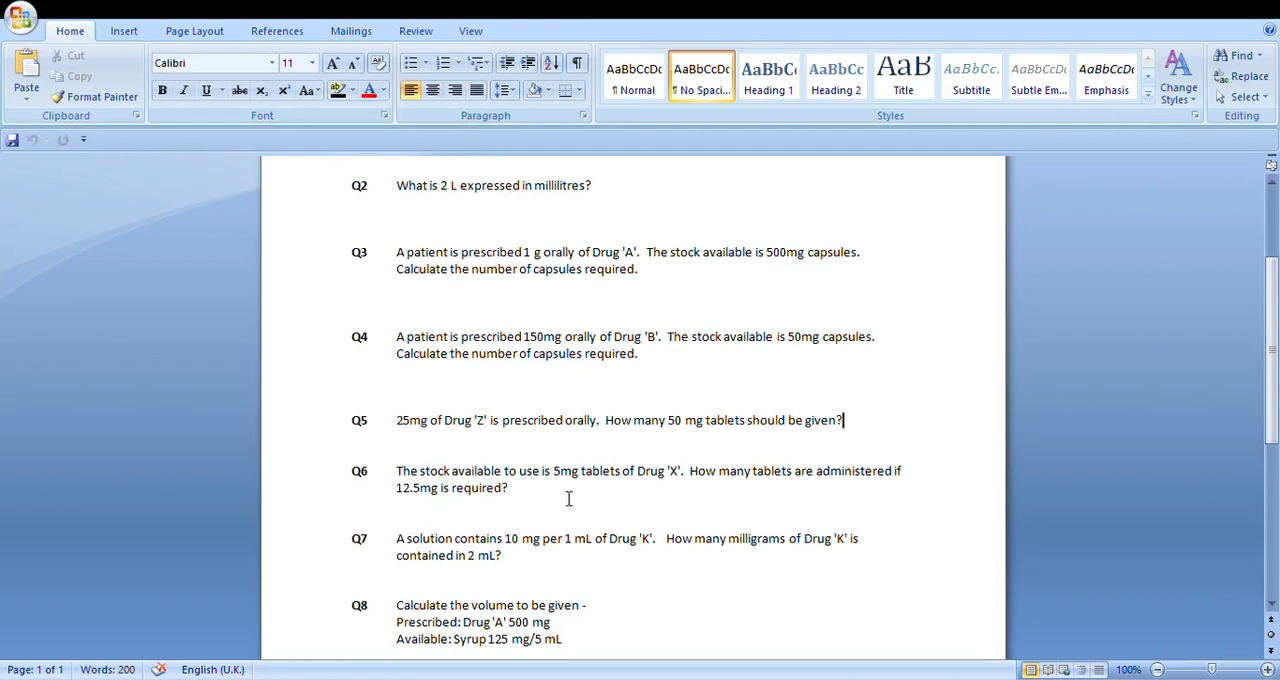 Home Insert Page Layout References Mailings Review View
Cut
Copy
Format Painter
Paste
Calibri 11
B I U abc X₂ X² Aa A
AaBbCcDc AaBbCcDc AaBbC AaBbCc AaB AaBbCc. AaBbCcDc AaBbCcDc
¶ Normal ¶ No Spaci... Heading 1 Heading 2 Title Subtitle Subtle Em... Emphasis
Change
Styles
Find
Replace
Select
Clipboard Font Paragraph Styles Editing
Q2 What is 2 L expressed in millilitres?
Q3 A patient is prescribed 1 g orally of Drug 'A'. The stock available is 500mg capsules.
Calculate the number of capsules required.
Q4 A patient is prescribed 150mg orally of Drug 'B'. The stock available is 50mg capsules.
Calculate the number of capsules required.
Q5 25mg of Drug 'Z' is prescribed orally. How many 50 mg tablets should be given?
Q6 The stock available to use is 5mg tablets of Drug 'X'. How many tablets are administered if
12.5mg is required?
Q7 A solution contains 10 mg per 1 mL of Drug 'K'. How many milligrams of Drug 'K' is
contained in 2 mL?
Q8 Calculate the volume to be given -
Prescribed: Drug 'A' 500 mg
Available: Syrup 125 mg/5 mL
Page: 1 of 1 Words: 200 English (U.K.) 100%